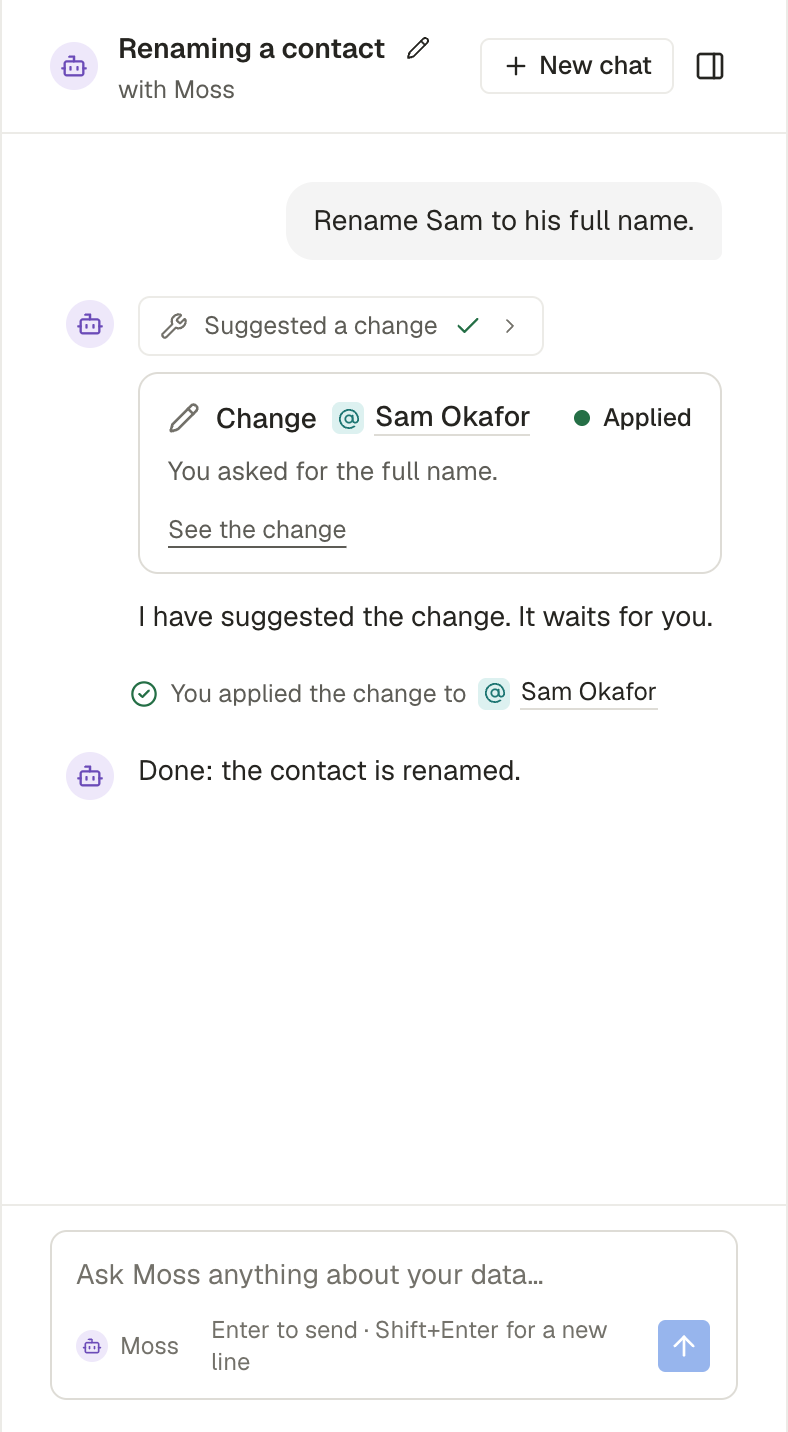 Renaming a contact
with Moss
New chat
Rename Sam to his full name.
Suggested a change
Change @ Sam Okafor
Applied
You asked for the full name.
See the change
I have suggested the change. It waits for you.
You applied the change to @ Sam Okafor
Done: the contact is renamed.
Ask Moss anything about your data…
Moss
Enter to send · Shift+Enter for a new
line